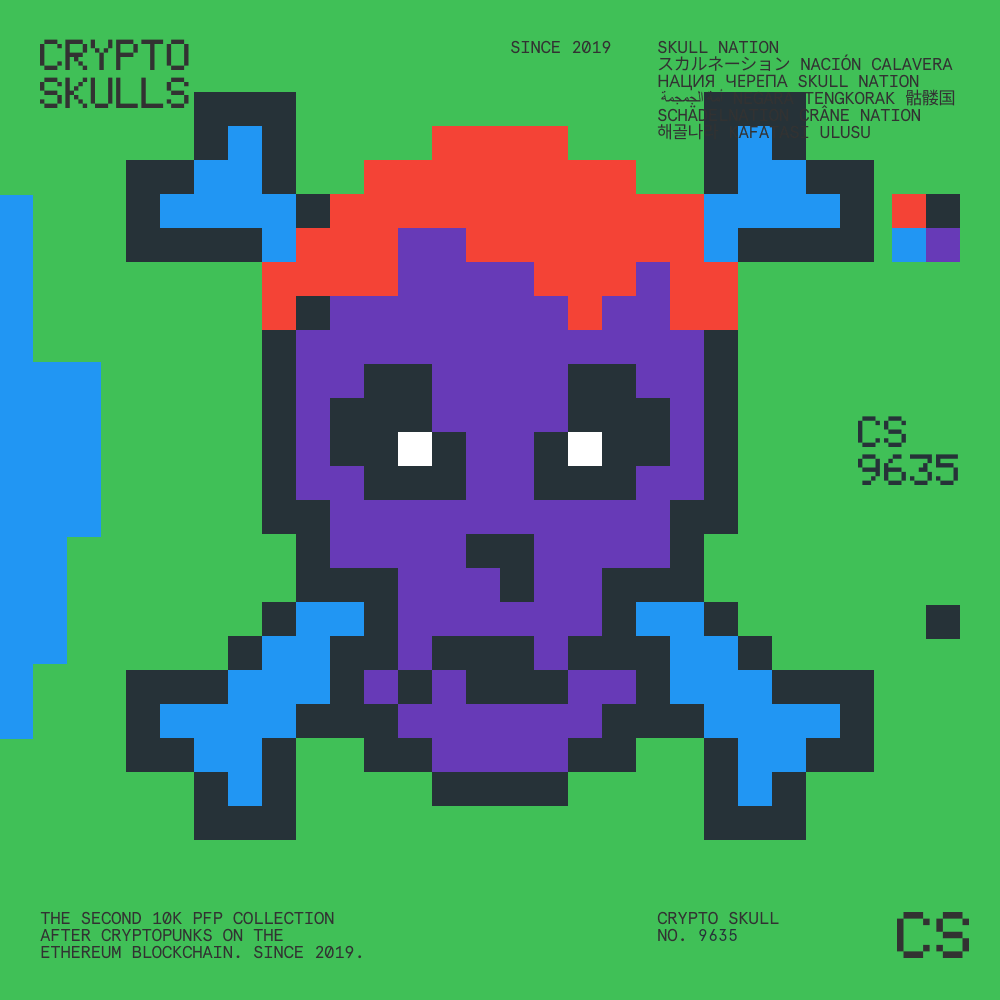 CRYPTO
SKULLS
SINCE 2019
SKULL NATION
スカルネーション NACIÓN CALAVERA
НАЦИЯ ЧЕРЕПА SKULL NATION
الجمجمة TENGKORAK 骷髅国
CRÂNE NATION
ULUSU
CS
9635
THE SECOND 10K PFP COLLECTION
AFTER CRYPTOPUNKS ON THE
ETHEREUM BLOCKCHAIN. SINCE 2019.
CRYPTO SKULL
NO. 9635
CS